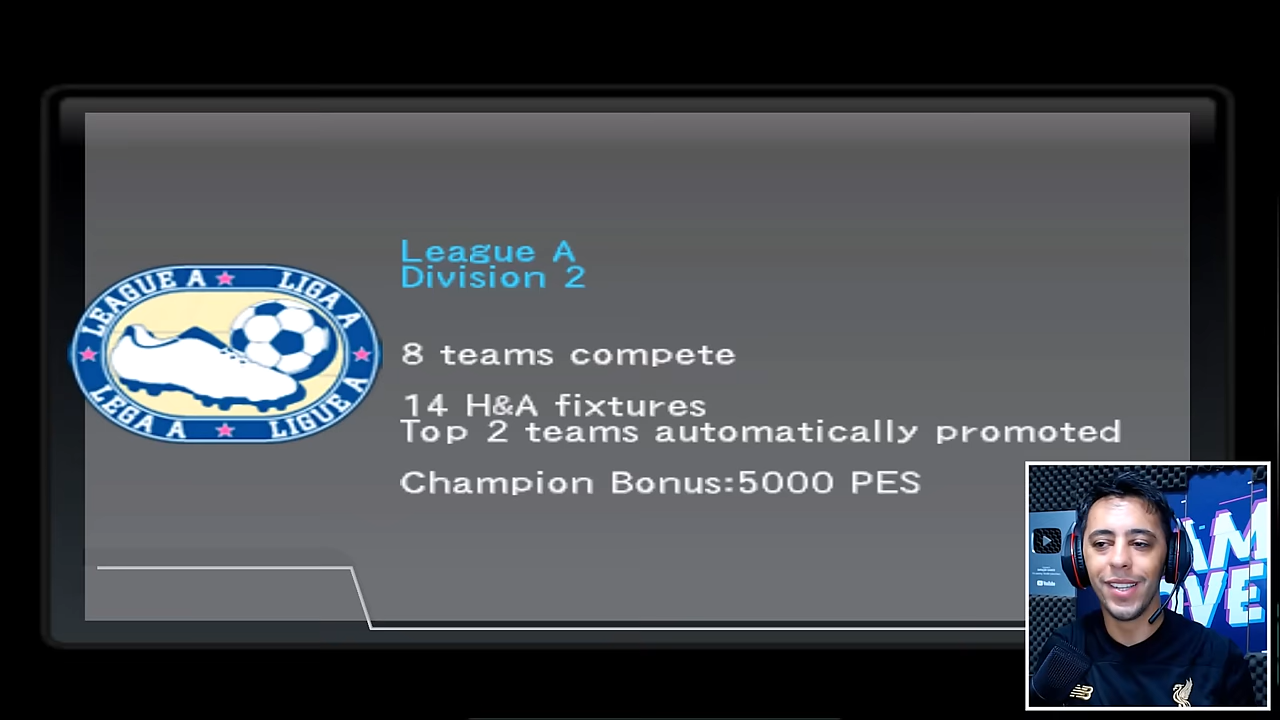 League A
Division 2
LEAGUE A ★ LIGA A
LEGA A ★ LIGUE A
8 teams compete
14 H&A fixtures
Top 2 teams automatically promoted
Champion Bonus:5000 PES
YouTube